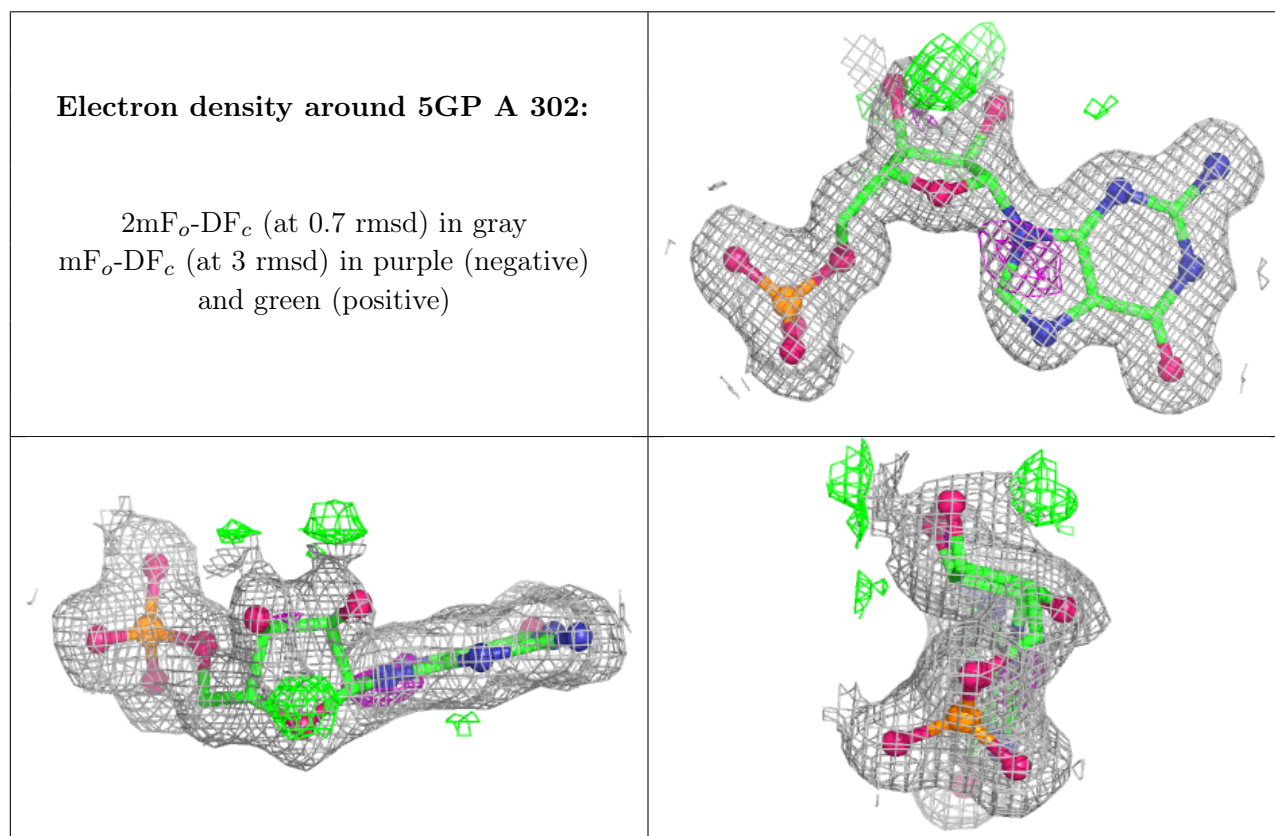 Electron density around 5GP A 302:
2mFₒ-DF𝒸 (at 0.7 rmsd) in gray
mFₒ-DF𝒸 (at 3 rmsd) in purple (negative)
and green (positive)